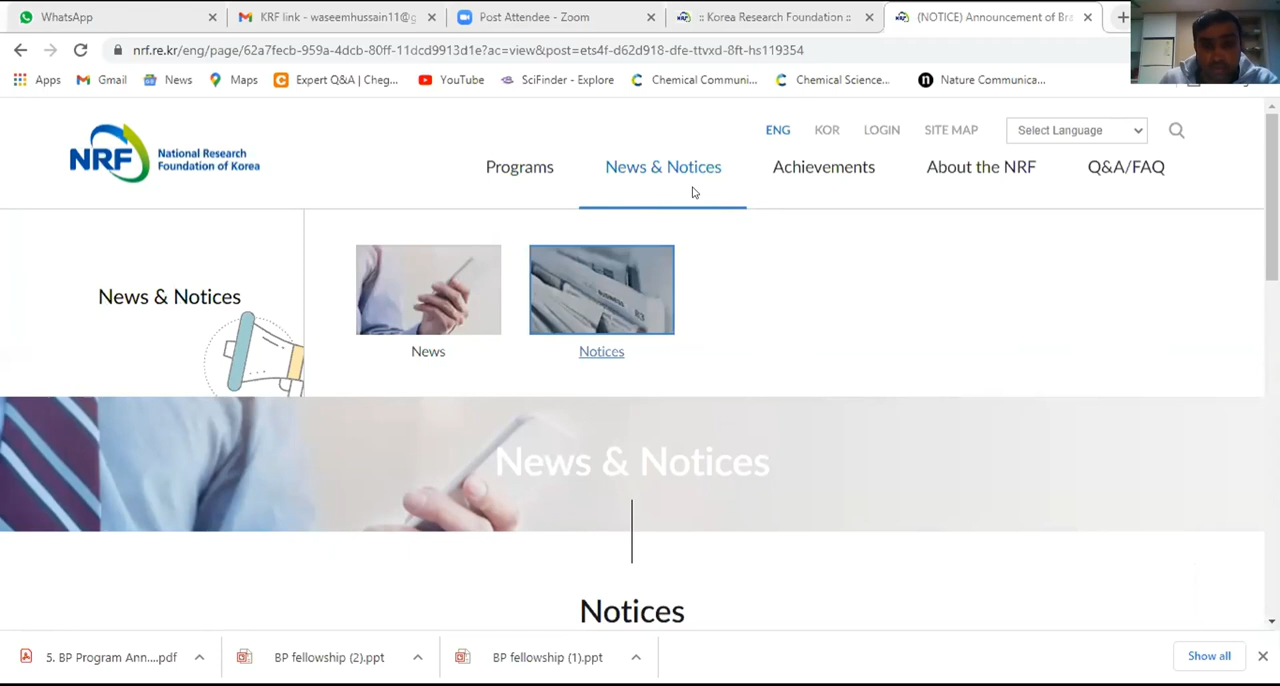 WhatsApp
KRF link - waseemhussain11@g
Post Attendee - Zoom
:: Korea Research Foundation ::
(NOTICE) Announcement of Bra
nrf.re.kr/eng/page/62a7fecb-959a-4dcb-80ff-11dcd9913d1e?ac=view&post=ets4f-d62d918-dfe-ttvxd-8ft-hs119354
Apps
Gmail
News
Maps
Expert Q&A | Cheg...
YouTube
SciFinder - Explore
Chemical Communi...
Chemical Science...
Nature Communica...
NRF National Research
Foundation of Korea
ENG KOR LOGIN SITE MAP Select Language
Programs News & Notices Achievements About the NRF Q&A/FAQ
News & Notices
BUSINESS
News
Notices
News & Notices
Notices
5. BP Program Ann....pdf
BP fellowship (2).ppt
BP fellowship (1).ppt
Show all